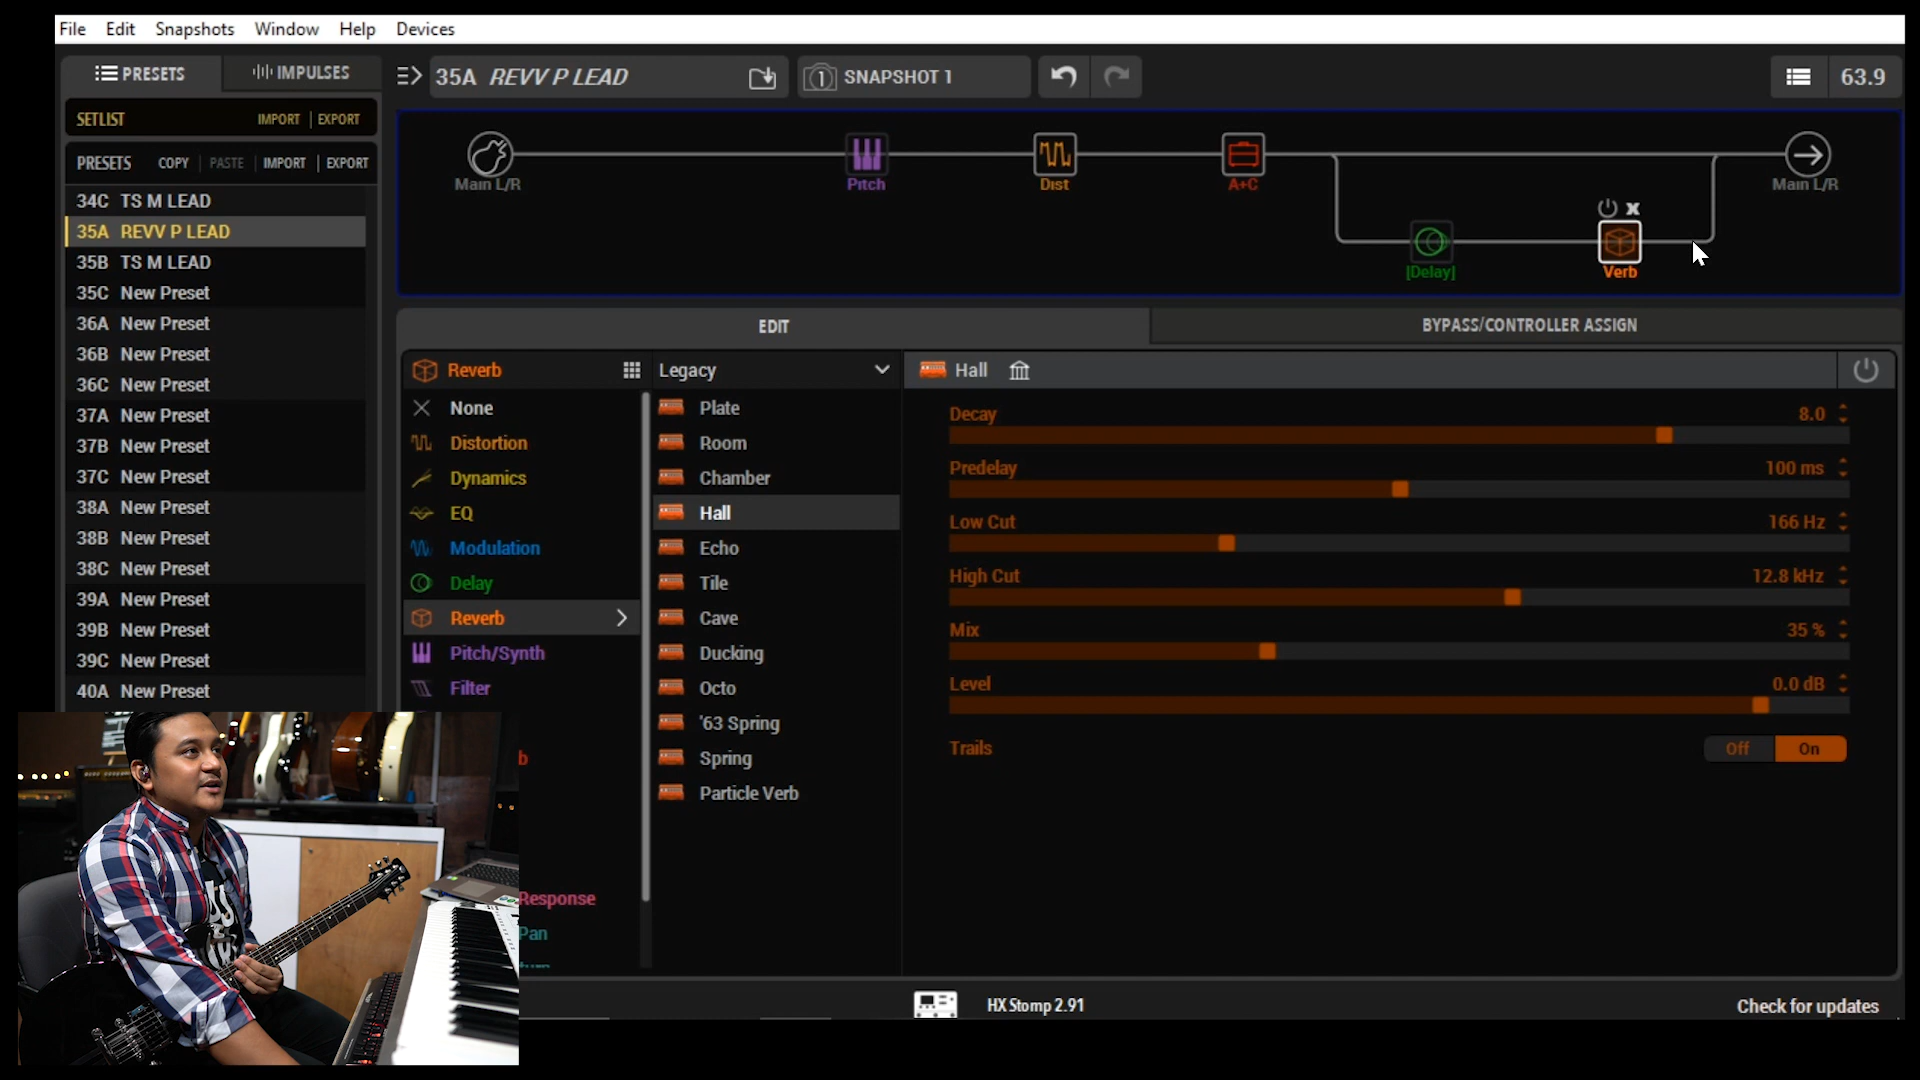 File Edit Snapshots Window Help Devices
PRESETS IMPULSES
35A REVV P LEAD
1 SNAPSHOT 1
63.9
SETLIST IMPORT | EXPORT
PRESETS COPY | PASTE | IMPORT | EXPORT
34C TS M LEAD
35A REVV P LEAD
35B TS M LEAD
35C New Preset
36A New Preset
36B New Preset
36C New Preset
37A New Preset
37B New Preset
37C New Preset
38A New Preset
38B New Preset
38C New Preset
39A New Preset
39B New Preset
39C New Preset
40A New Preset
Main L/R
Pitch
Dist
A+C
Main L/R
[Delay]
Verb
EDIT
BYPASS/CONTROLLER ASSIGN
Reverb
None
Distortion
Dynamics
EQ
Modulation
Delay
Reverb
Pitch/Synth
Filter
b
Response
Pan
Legacy
Plate
Room
Chamber
Hall
Echo
Tile
Cave
Ducking
Octo
'63 Spring
Spring
Particle Verb
Hall
Decay 8.0
Predelay 100 ms
Low Cut 166 Hz
High Cut 12.8 kHz
Mix 35 %
Level 0.0 dB
Trails Off On
HX Stomp 2.91
Check for updates